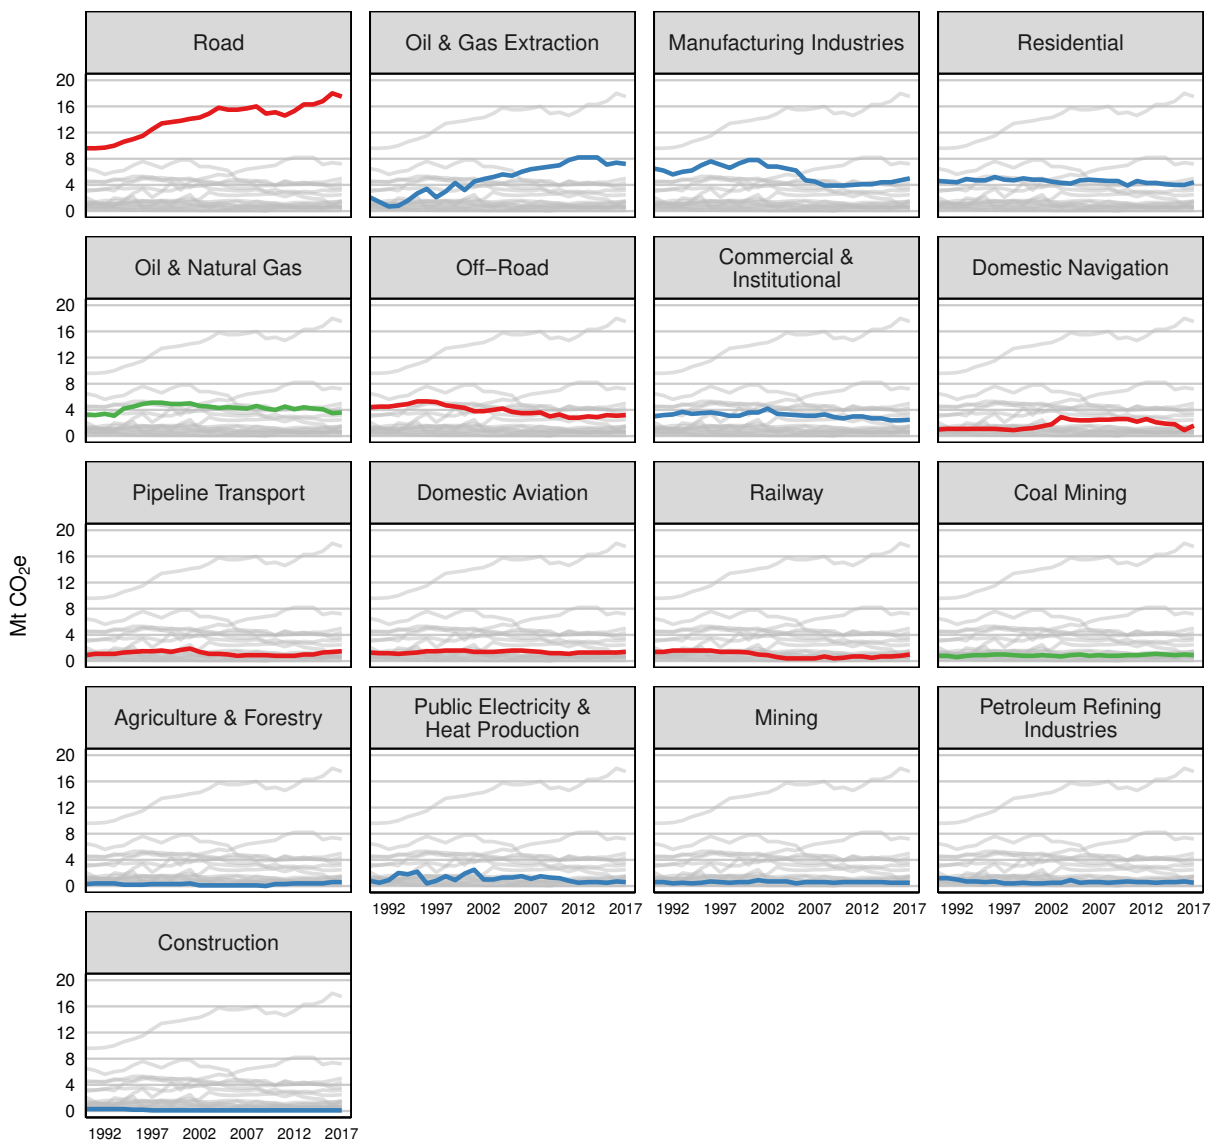 Road
Oil & Gas Extraction
Manufacturing Industries
Residential
20
16
12
8
4
0
Oil & Natural Gas
Off−Road
Commercial &
Institutional
Domestic Navigation
20
16
12
8
4
0
Pipeline Transport
Domestic Aviation
Railway
Coal Mining
20
16
12
8
4
0
Mt CO₂e
Agriculture & Forestry
Public Electricity &
Heat Production
Mining
Petroleum Refining
Industries
20
16
12
8
4
0
1992 1997 2002 2007 2012 2017
1992 1997 2002 2007 2012 2017
1992 1997 2002 2007 2012 2017
Construction
20
16
12
8
4
0
1992 1997 2002 2007 2012 2017